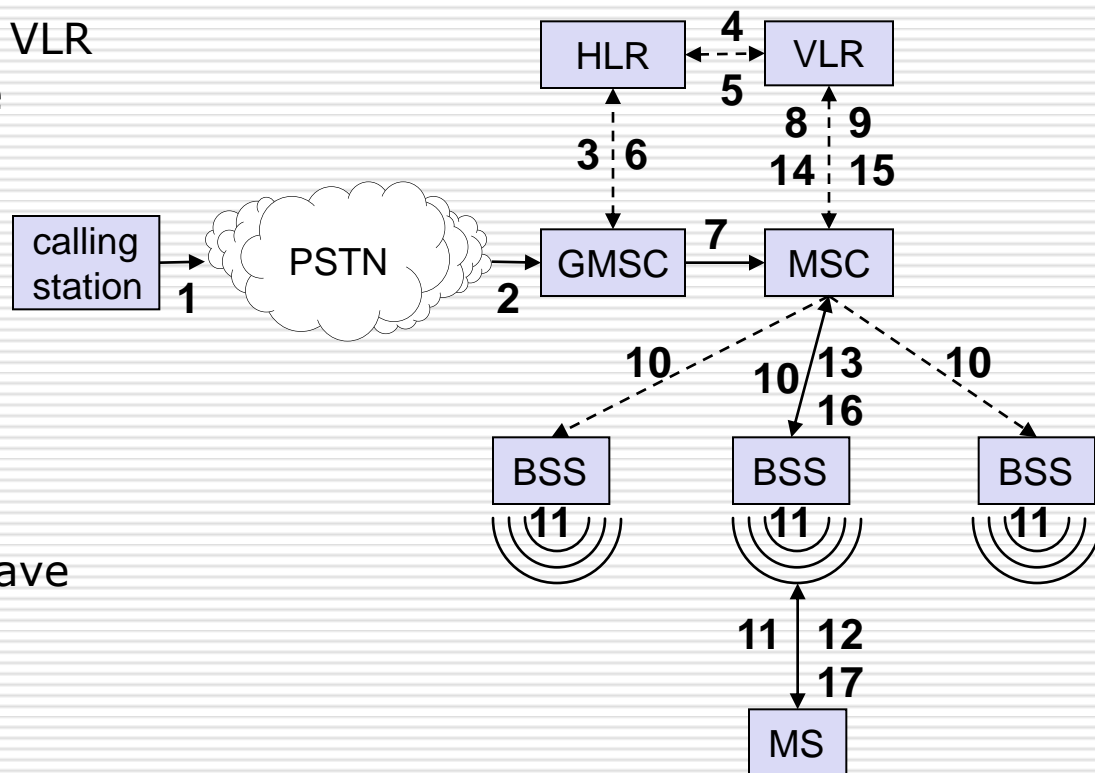 VLR
e
ave
HLR
4
5
VLR
3 6
8 9
14 15
calling
station
1
PSTN
2
GMSC
7
MSC
10
10
13
16
10
BSS
BSS
BSS
11
11
11
11
12
17
MS